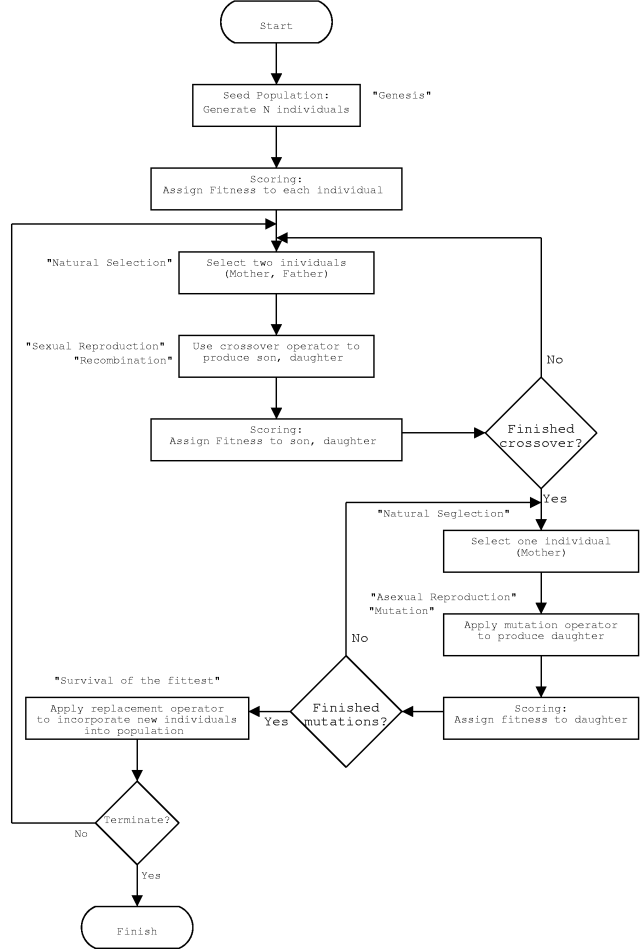 Start
Seed Population:
Generate N individuals
"Genesis"
Scoring:
Assign Fitness to each individual
"Natural Selection"
Select two inividuals
(Mother, Father)
"Sexual Reproduction"
"Recombination"
Use crossover operator to
produce son, daughter
No
Scoring:
Assign Fitness to son, daughter
Finished
crossover?
Yes
"Natural Seglection"
Select one individual
(Mother)
"Asexual Reproduction"
"Mutation"
Apply mutation operator
to produce daughter
No
"Survival of the fittest"
Apply replacement operator
to incorporate new individuals
into population
Yes
Finished
mutations?
Scoring:
Assign fitness to daughter
Terminate?
No
Yes
Finish